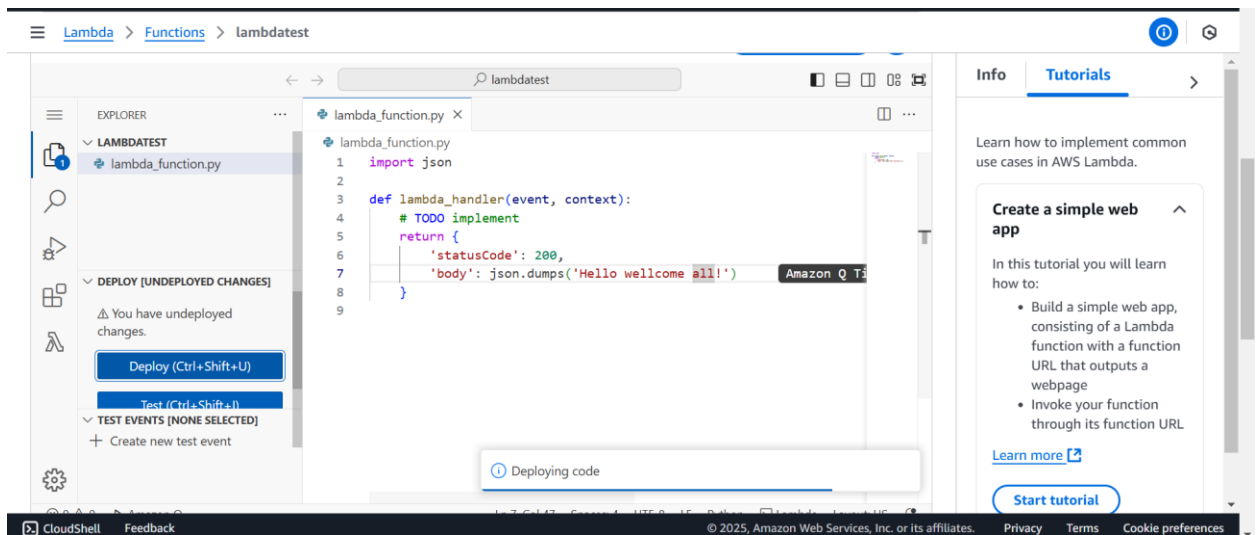 Lambda > Functions > lambdatest
lambdatest
Info Tutorials
EXPLORER
lambda_function.py
LAMBDATEST
lambda_function.py
lambda_function.py
1 import json
2
3 def lambda_handler(event, context):
4 # TODO implement
5 return {
6 'statusCode': 200,
7 'body': json.dumps('Hello wellcome all!') Amazon Q Ti
8 }
9
DEPLOY [UNDEPLOYED CHANGES]
You have undeployed
changes.
Deploy (Ctrl+Shift+U)
Test (Ctrl+Shift+I)
TEST EVENTS [NONE SELECTED]
+ Create new test event
Deploying code
Learn how to implement common
use cases in AWS Lambda.
Create a simple web
app
In this tutorial you will learn
how to:
• Build a simple web app,
consisting of a Lambda
function with a function
URL that outputs a
webpage
• Invoke your function
through its function URL
Learn more
Start tutorial
CloudShell Feedback © 2025, Amazon Web Services, Inc. or its affiliates. Privacy Terms Cookie preferences